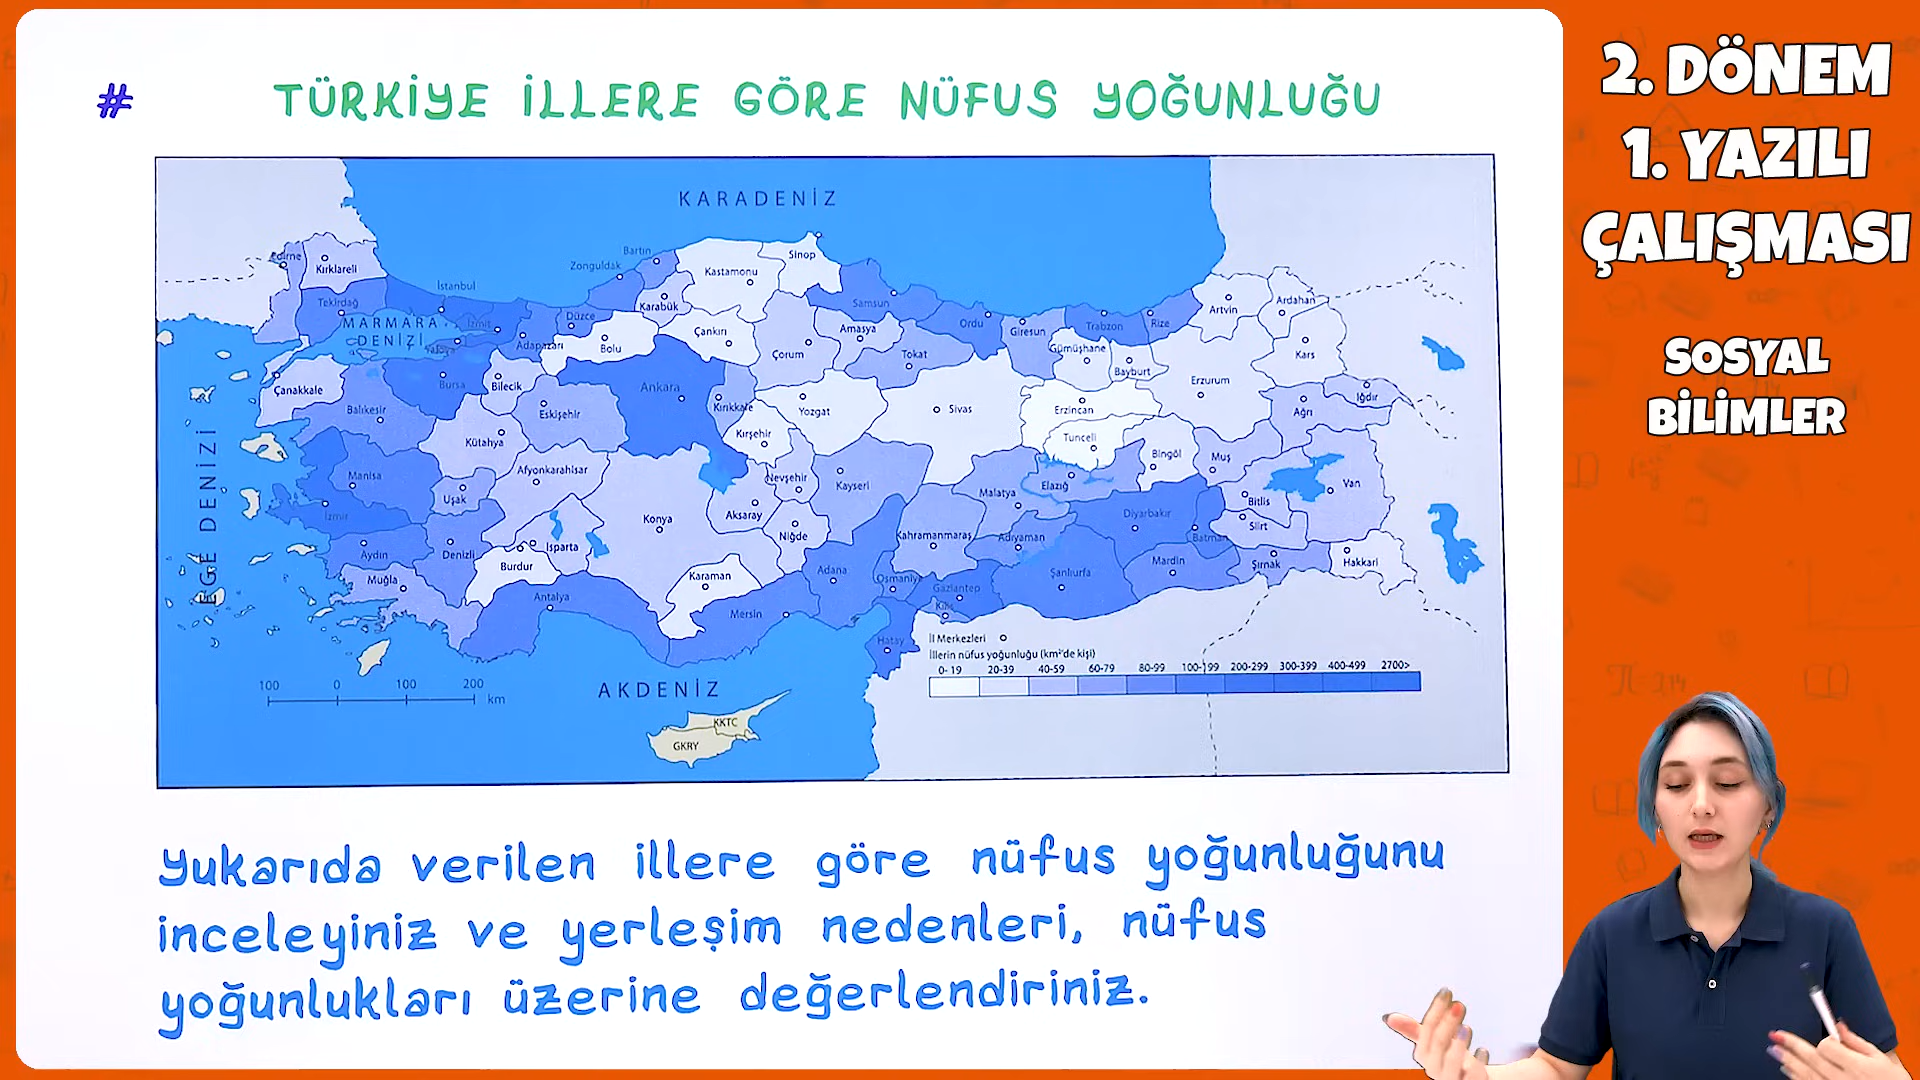 # TÜRKİYE İLLERE GÖRE NÜFUS YOĞUNLUĞU
2. DÖNEM
1. YAZILI
ÇALIŞMASI
SOSYAL
BİLİMLER
KARADENİZ
Edirne
Kırklareli
Tekirdağ
İstanbul
MARMARA
DENİZİ
İzmit
Yalova
Adapazarı
Düzce
Zonguldak
Bartın
Karabük
Kastamonu
Sinop
Bolu
Çankırı
Çorum
Amasya
Samsun
Tokat
Ordu
Giresun
Gümüşhane
Trabzon
Rize
Bayburt
Artvin
Ardahan
Kars
Erzurum
Iğdır
Ağrı
Çanakkale
Balıkesir
Bursa
Bilecik
Eskişehir
Ankara
Kırıkkale
Kırşehir
Yozgat
Sivas
Erzincan
Tunceli
Bingöl
Muş
Van
Bitlis
Siirt
Kütahya
Afyonkarahisar
Uşak
Manisa
İzmir
EGE DENİZİ
Aydın
Denizli
Muğla
Burdur
Isparta
Antalya
Konya
Aksaray
Nevşehir
Niğde
Kayseri
Karaman
Mersin
Adana
Osmaniye
Hatay
Kahramanmaraş
Malatya
Elazığ
Adıyaman
Gaziantep
Kilis
Şanlıurfa
Diyarbakır
Batman
Mardin
Şırnak
Hakkari
AKDENİZ
KKTC
GKRY
100 0 100 200 km
İl Merkezleri
İllerin nüfus yoğunluğu (km²'de kişi)
0-19 20-39 40-59 60-79 80-99 100-199 200-299 300-399 400-499 2700>
Yukarıda verilen illere göre nüfus yoğunluğunu
inceleyiniz ve yerleşim nedenleri, nüfus
yoğunlukları üzerine değerlendiriniz.